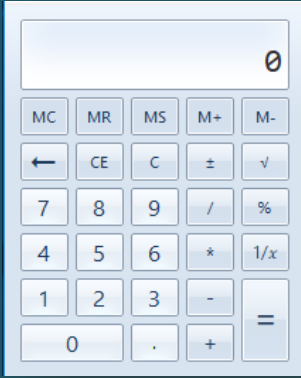 0
MC MR MS M+ M-
← CE C ± √
7 8 9 / %
4 5 6 * 1/x
1 2 3 - =
0 . +